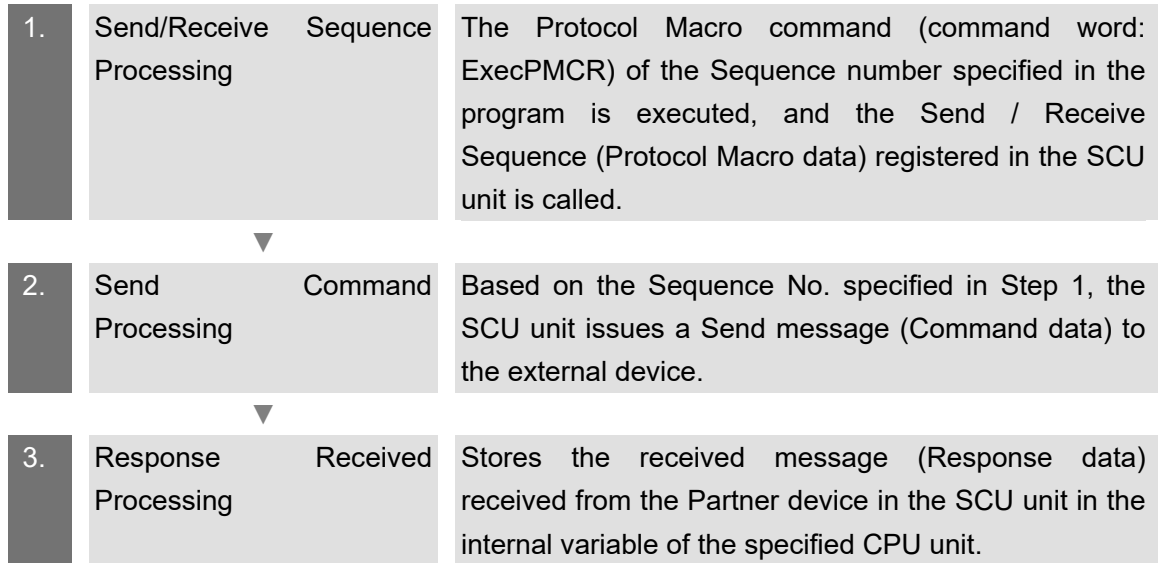 1. Send/Receive Sequence Processing
The Protocol Macro command (command word:
ExecPMCR) of the Sequence number specified in the
program is executed, and the Send / Receive
Sequence (Protocol Macro data) registered in the SCU
unit is called.
▼
2. Send Command Processing
Based on the Sequence No. specified in Step 1, the
SCU unit issues a Send message (Command data) to
the external device.
▼
3. Response Received Processing
Stores the received message (Response data)
received from the Partner device in the SCU unit in the
internal variable of the specified CPU unit.